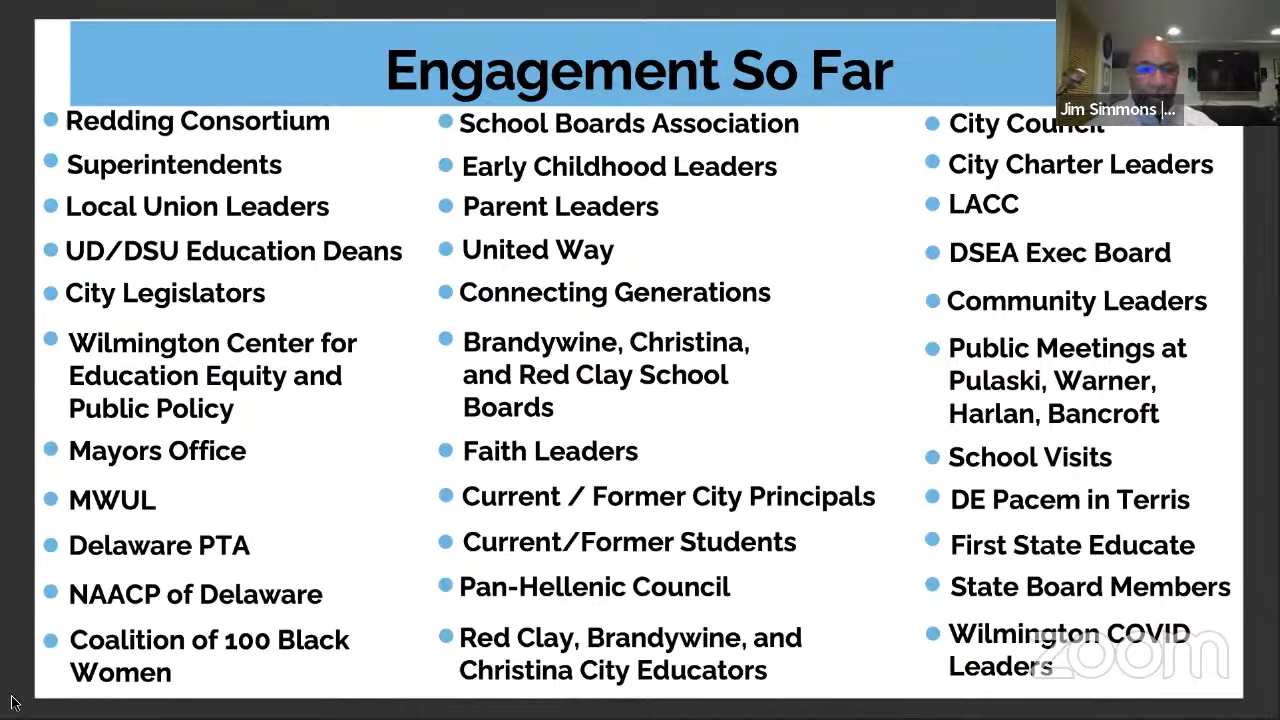 Engagement So Far
Jim Simmons |...
Redding Consortium
Superintendents
Local Union Leaders
UD/DSU Education Deans
City Legislators
Wilmington Center for
Education Equity and
Public Policy
Mayors Office
MWUL
Delaware PTA
NAACP of Delaware
Coalition of 100 Black
Women
School Boards Association
Early Childhood Leaders
Parent Leaders
United Way
Connecting Generations
Brandywine, Christina,
and Red Clay School
Boards
Faith Leaders
Current / Former City Principals
Current/Former Students
Pan-Hellenic Council
Red Clay, Brandywine, and
Christina City Educators
City Council
City Charter Leaders
LACC
DSEA Exec Board
Community Leaders
Public Meetings at
Pulaski, Warner,
Harlan, Bancroft
School Visits
DE Pacem in Terris
First State Educate
State Board Members
Wilmington COVID
Leaders
zoom